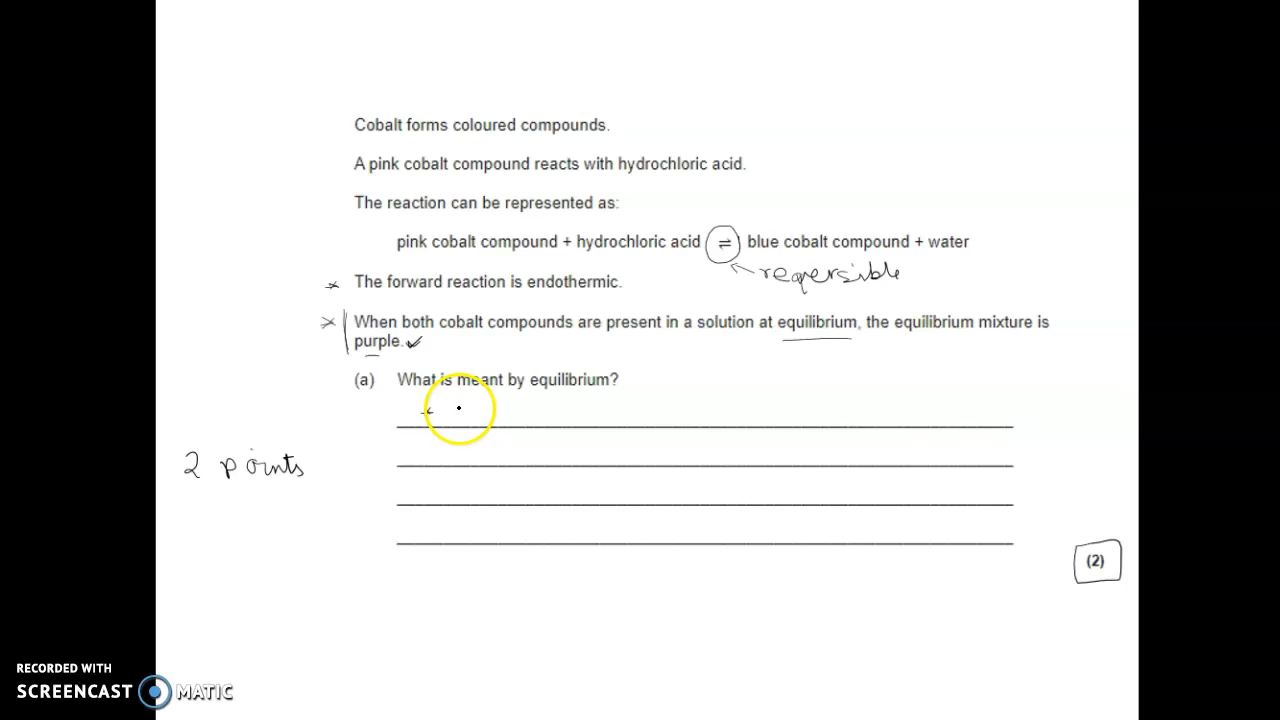 Cobalt forms coloured compounds.
A pink cobalt compound reacts with hydrochloric acid.
The reaction can be represented as:
pink cobalt compound + hydrochloric acid ⇌ blue cobalt compound + water
reqersible
The forward reaction is endothermic.
When both cobalt compounds are present in a solution at equilibrium, the equilibrium mixture is
purple.
(a) What is meant by equilibrium?
2 points
(2)
RECORDED WITH
SCREENCAST MATIC